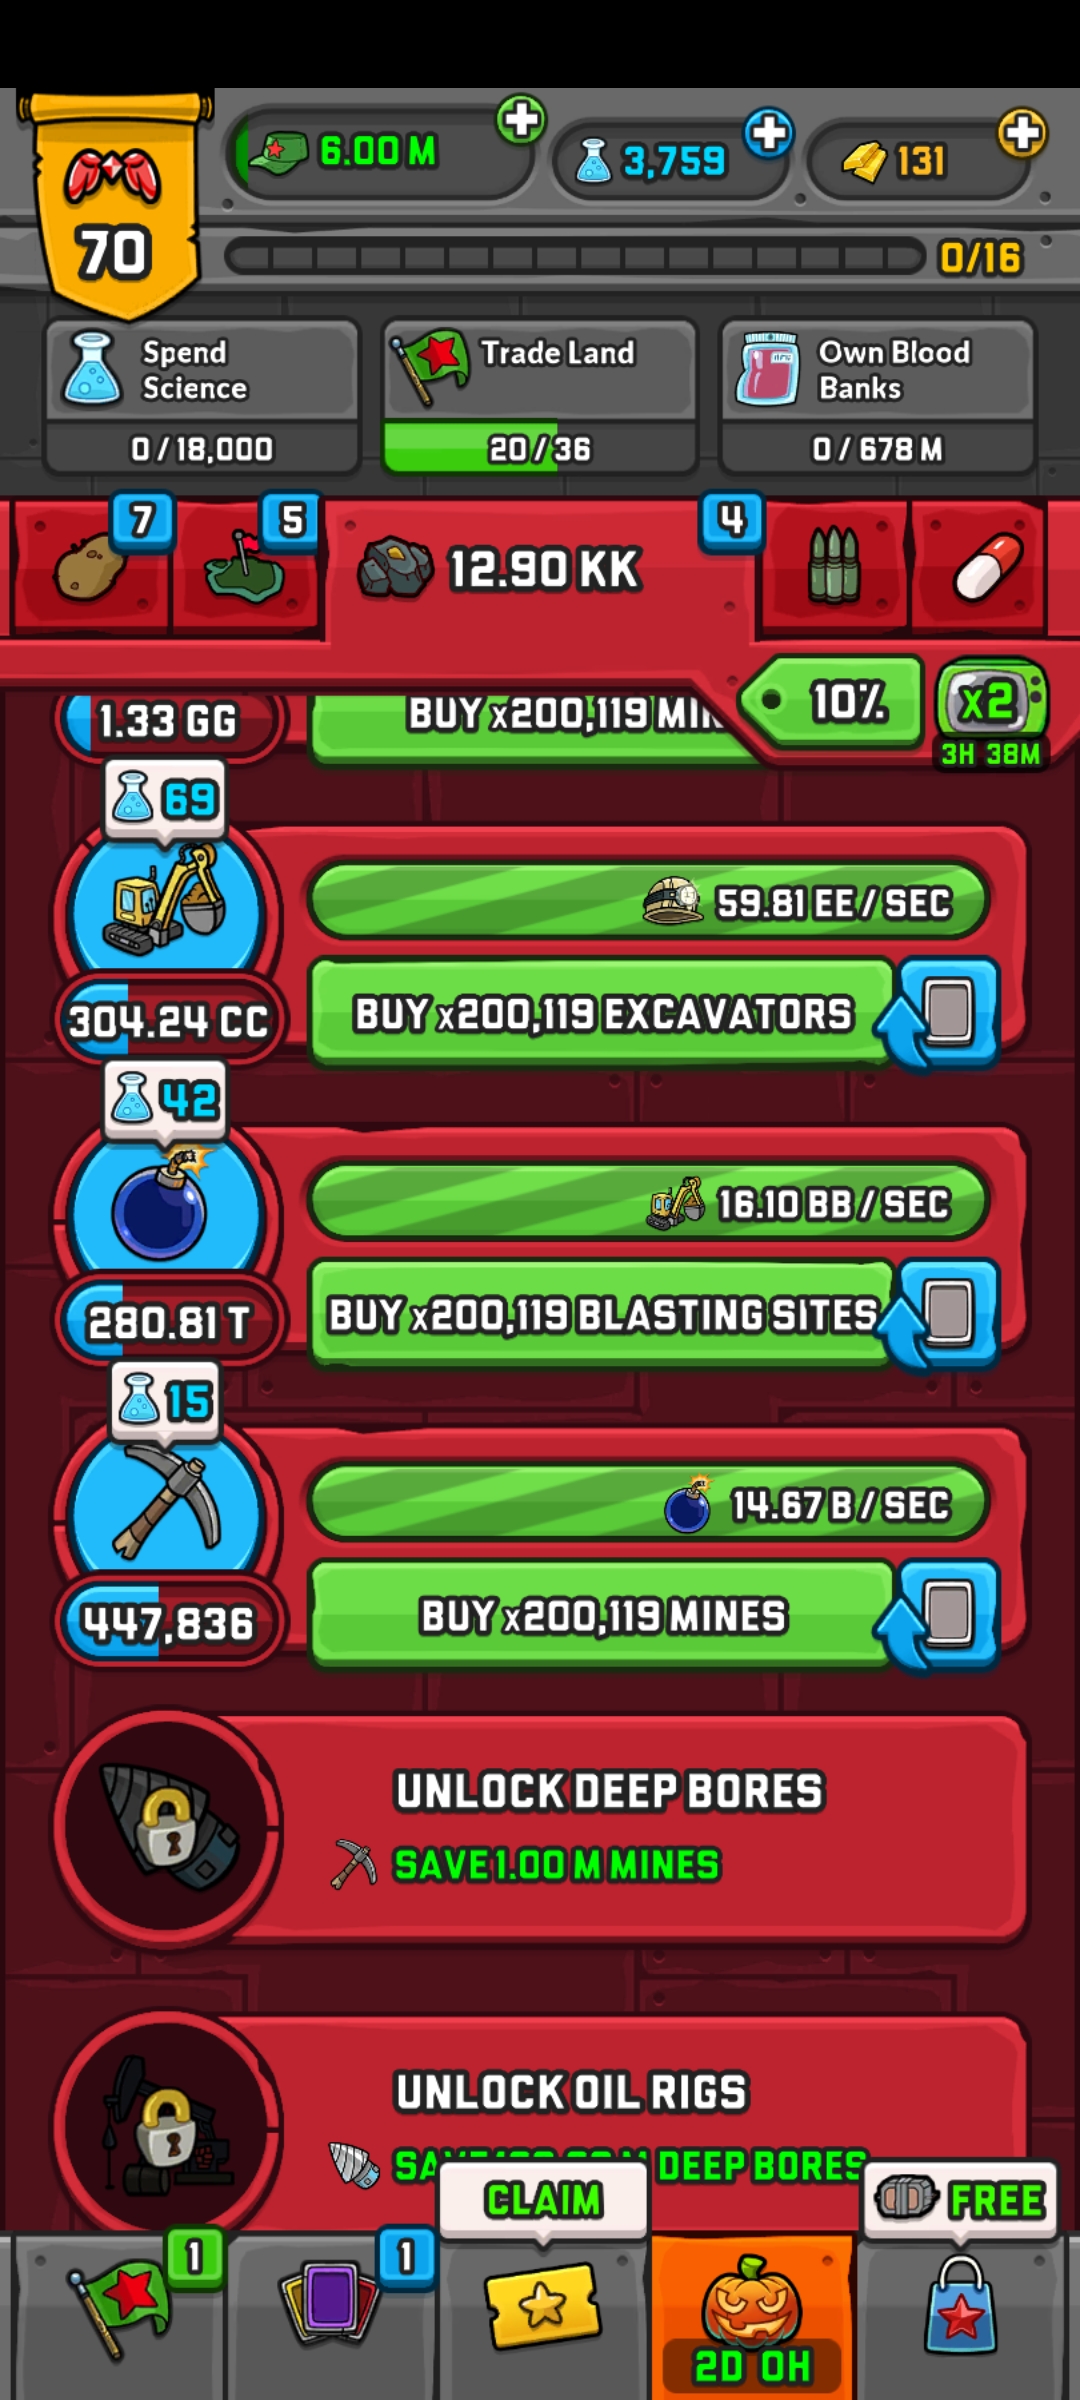 6.00 M
3,759
131
70
0/16
Spend
Science
0 / 18,000
Trade Land
20 / 36
Own Blood
Banks
0 / 678 M
7
5
12.90 KK
4
10%
x2
3H 38M
1.33 GG
BUY x200,119
69
59.81 EE / SEC
304.24 CC
BUY x200,119 EXCAVATORS
42
16.10 BB / SEC
280.81 T
BUY x200,119 BLASTING SITES
15
14.67 B / SEC
447,836
BUY x200,119 MINES
UNLOCK DEEP BORES
SAVE 1.00 M MINES
UNLOCK OIL RIGS
DEEP BORES
CLAIM
FREE
1
1
2D 0H